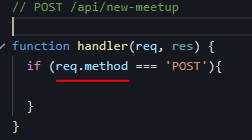 // POST /api/new-meetup
function handler(req, res) {
if (req.method === 'POST'){
}
}